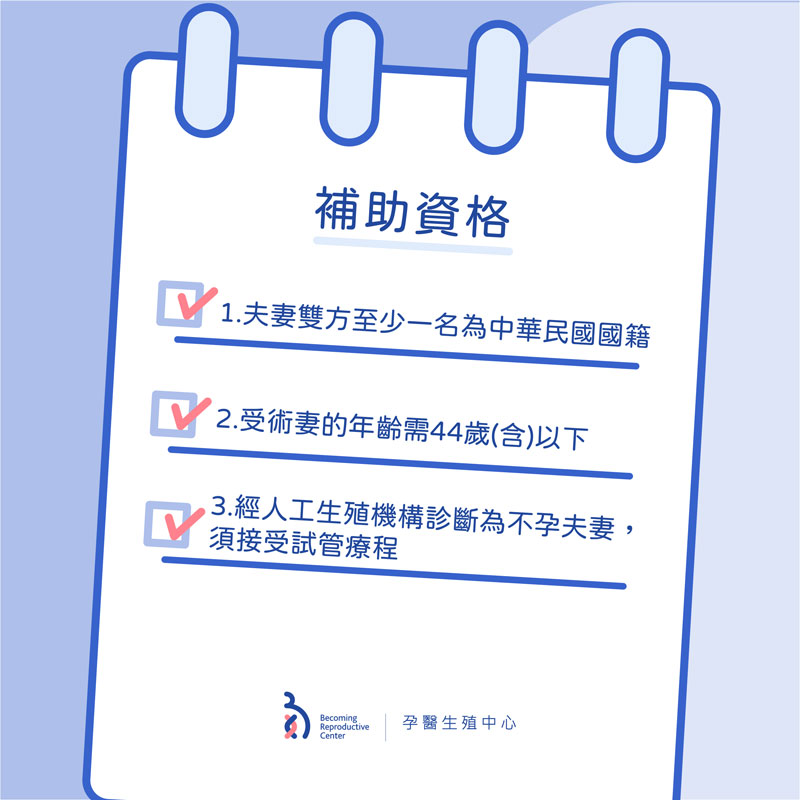 補助資格
1.夫妻雙方至少一名為中華民國國籍
2.受術妻的年齡需44歲(含)以下
3.經人工生殖機構診斷為不孕夫妻，
須接受試管療程
Becoming
Reproductive
Center
孕醫生殖中心